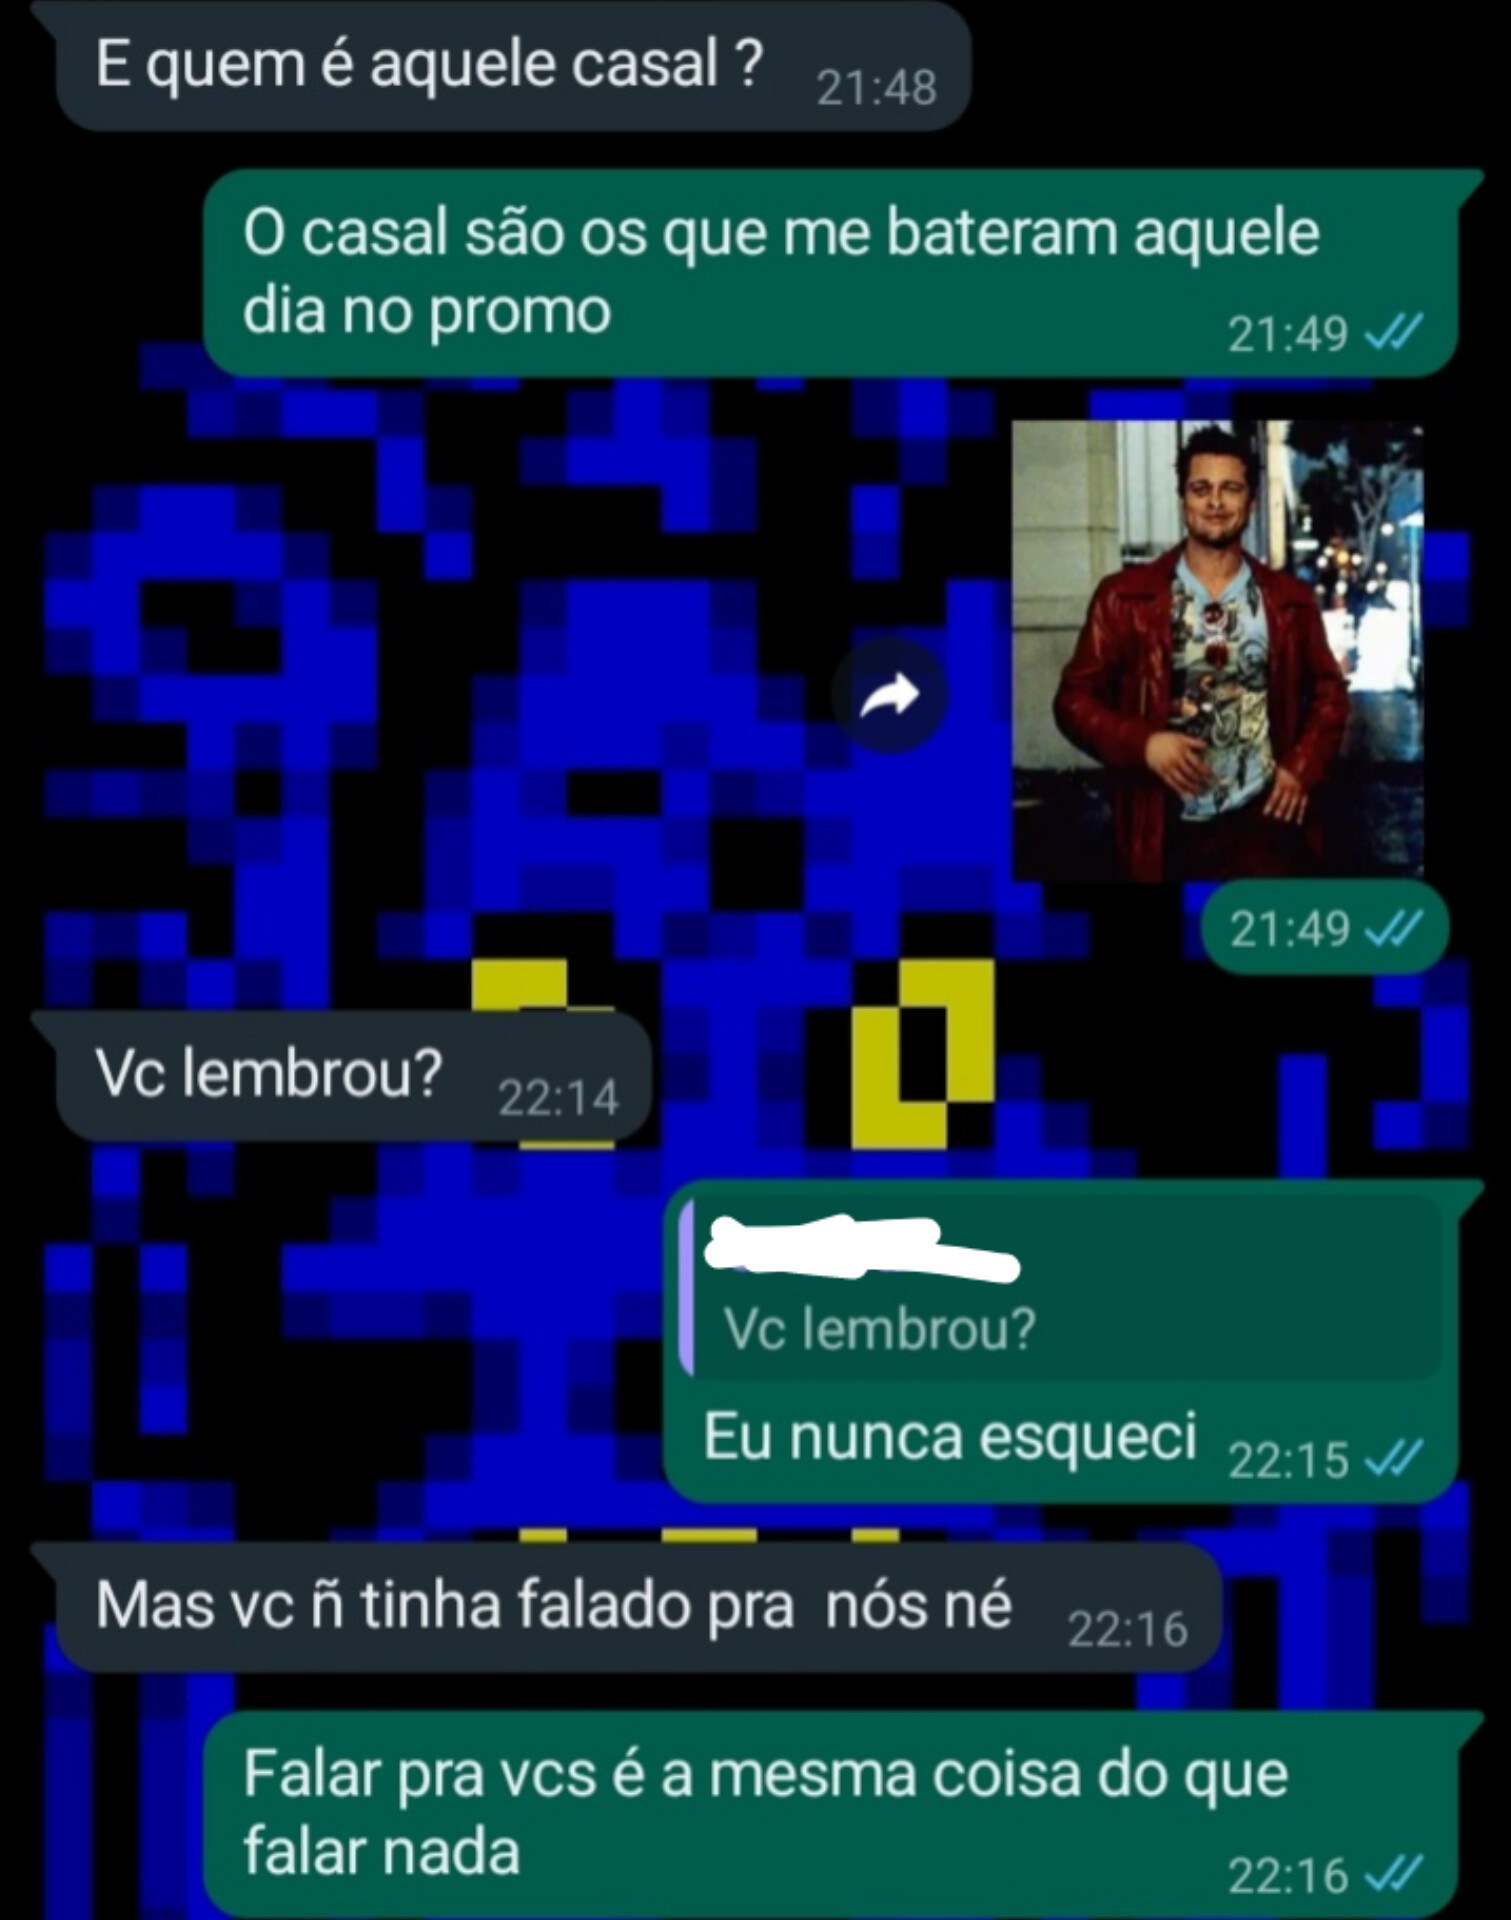 E quem é aquele casal ? 21:48
O casal são os que me bateram aquele
dia no promo 21:49
21:49
Vc lembrou? 22:14
Vc lembrou?
Eu nunca esqueci 22:15
Mas vc ñ tinha falado pra nós né 22:16
Falar pra vcs é a mesma coisa do que
falar nada 22:16